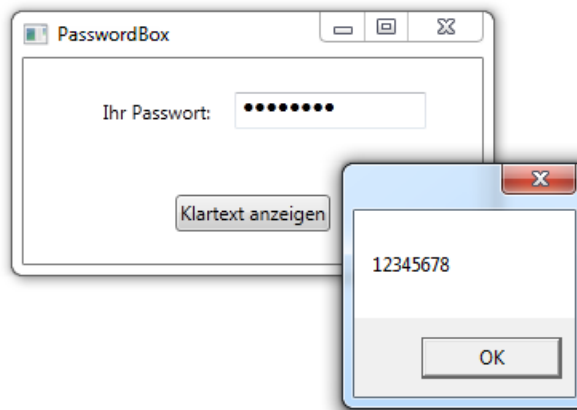 PasswordBox
Ihr Passwort: ••••••••
Klartext anzeigen
12345678
OK